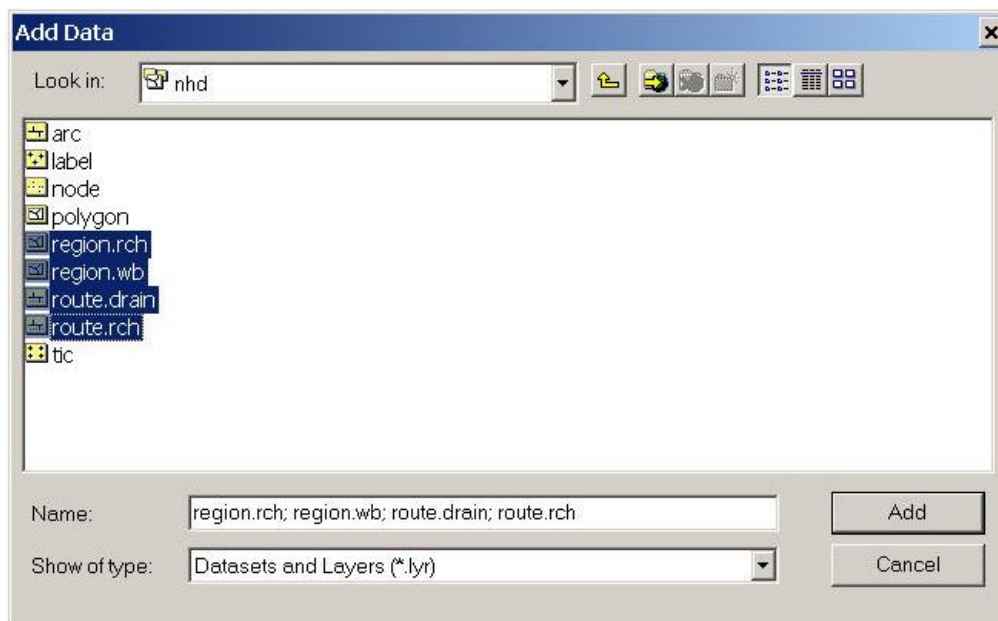 Add Data
Look in: nhd
arc
label
node
polygon
region.rch
region.wb
route.drain
route.rch
tic
Name: region.rch; region.wb; route.drain; route.rch Add
Show of type: Datasets and Layers (*.lyr) Cancel